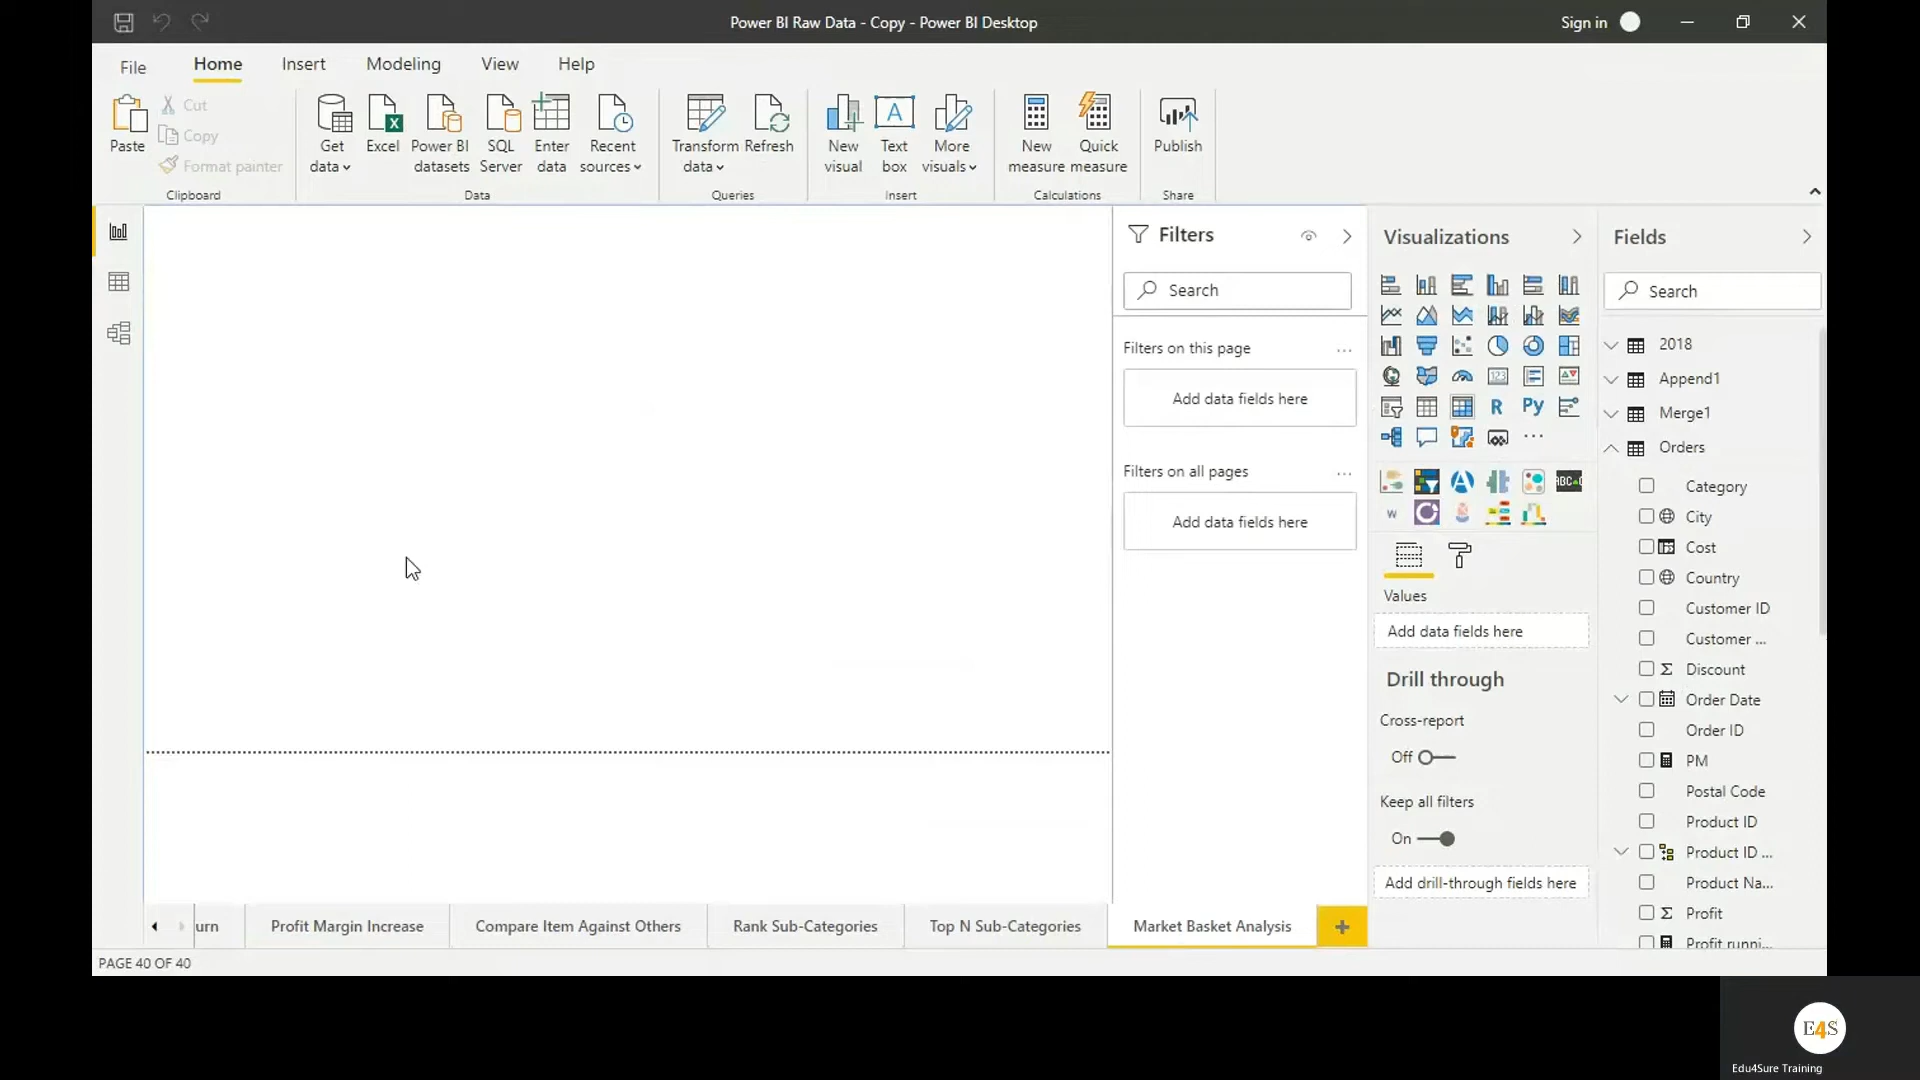 Power BI Raw Data - Copy - Power BI Desktop
Sign in
File
Home
Insert
Modeling
View
Help
Paste
Cut
Copy
Format painter
Clipboard
Get data
Excel
Power BI datasets
SQL Server
Enter data
Recent sources
Data
Transform data
Refresh
Queries
New visual
Text box
More visuals
Insert
New measure
Quick measure
Calculations
Publish
Share
Filters
Search
Filters on this page
...
Add data fields here
Filters on all pages
...
Add data fields here
Visualizations
123
R
Py
...
ABC
W
Values
Add data fields here
Drill through
Cross-report
Off
Keep all filters
On
Add drill-through fields here
Fields
Search
2018
Append1
Merge1
Orders
Category
City
Cost
Country
Customer ID
Customer ...
Σ Discount
Order Date
Order ID
PM
Postal Code
Product ID
Product ID ...
Product Na...
Σ Profit
Profit runni...
urn
Profit Margin Increase
Compare Item Against Others
Rank Sub-Categories
Top N Sub-Categories
Market Basket Analysis
+
PAGE 40 OF 40
E4S
Edu4Sure Training